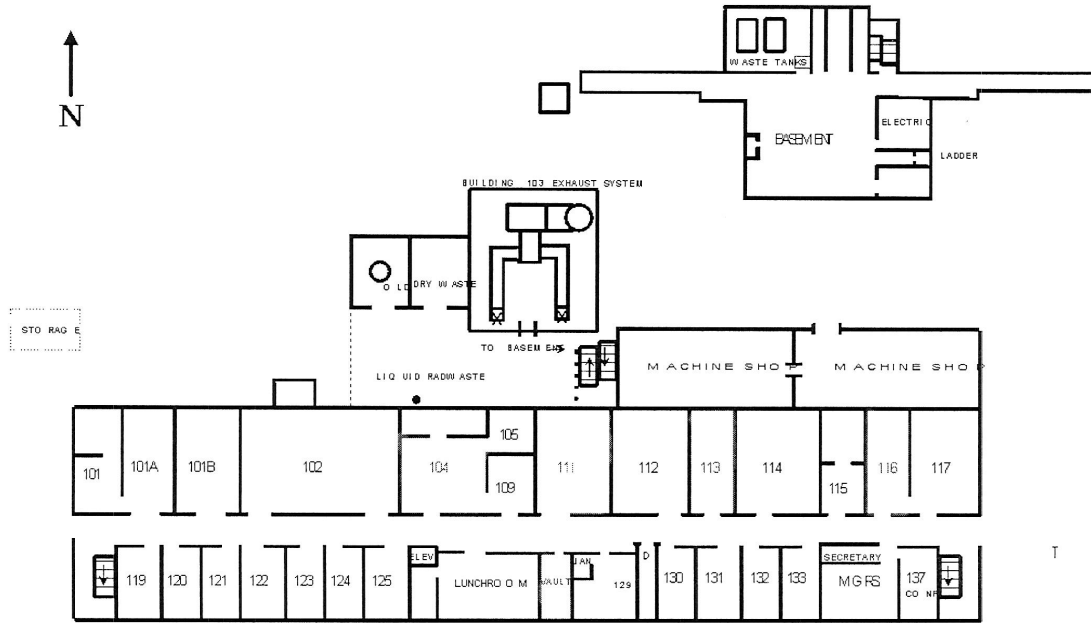 N
WASTE TANKS
ELECTRIC
BASEMENT
LADDER
BUILDING 103 EXHAUST SYSTEM
OLD DRY WASTE
STORAGE
TO BASEMENT
LIQUID RADWASTE
MACHINE SHOP MACHINE SHOP
101 101A 101B 102 104 105 109 111 112 113 114 115 116 117
ELEV JAN D SECRETARY T
119 120 121 122 123 124 125 LUNCHROOM VAULT 129 130 131 132 133 MGRS 137
CONF